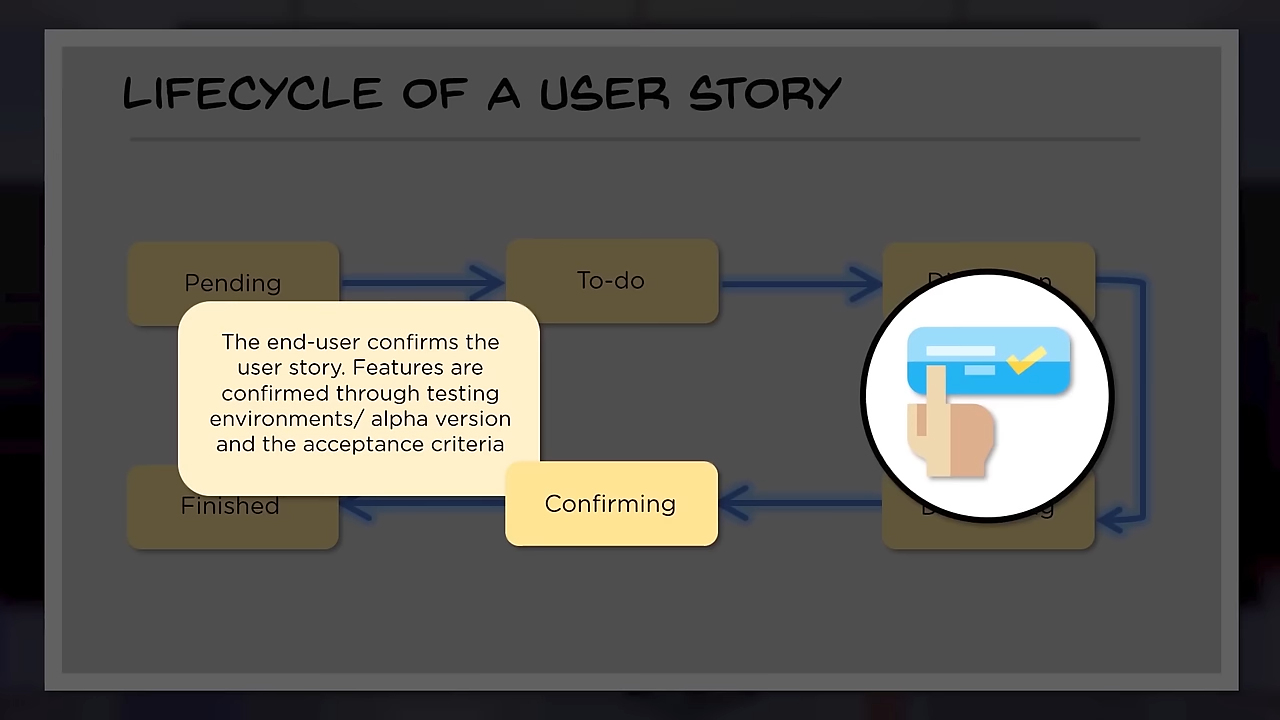 LIFECYCLE OF A USER STORY
Pending
To-do
The end-user confirms the
user story. Features are
confirmed through testing
environments/ alpha version
and the acceptance criteria
Finished
Confirming